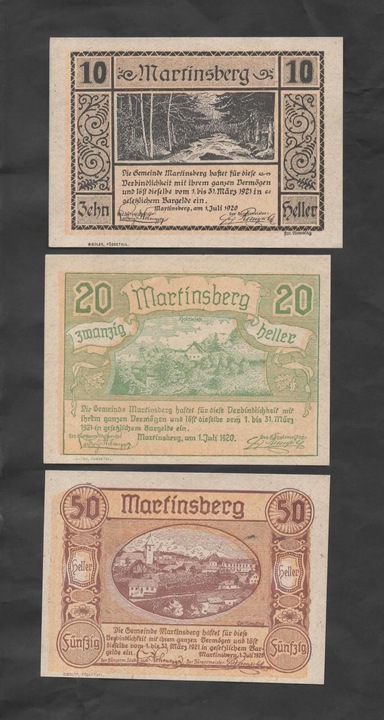 10 Martinsberg 10
Die Gemeinde Martinsberg haftet für diese
Verbindlichkeit mit ihrem ganzen Vermögen
und löst dieselbe vom 1. bis 31. März 1921 in
gesetzlichem Bargelde ein.
Martinsberg, am 1. Juli 1920
Zehn Heller
20 Martinsberg 20
zwanzig heller
Die Gemeinde Martinsberg haftet für diese Verbindlichkeit mit
ihrem ganzen Vermögen und löst dieselbe vom 1. bis 31. März
1921 in gesetzlichem Bargelde ein.
Martinsberg, am 1. Juli 1920.
50 Martinsberg 50
Heller Heller
Die Gemeinde Martinsberg haftet für diese
Verbindlichkeit mit ihrem ganzen Vermögen und löst
dieselbe vom 1. bis 31. März 1921 in gesetzlichem Bar-
gelde ein.
Martinsberg, 1. Juli 1920
Der Bürgermeister
Fünfzig Fünfzig